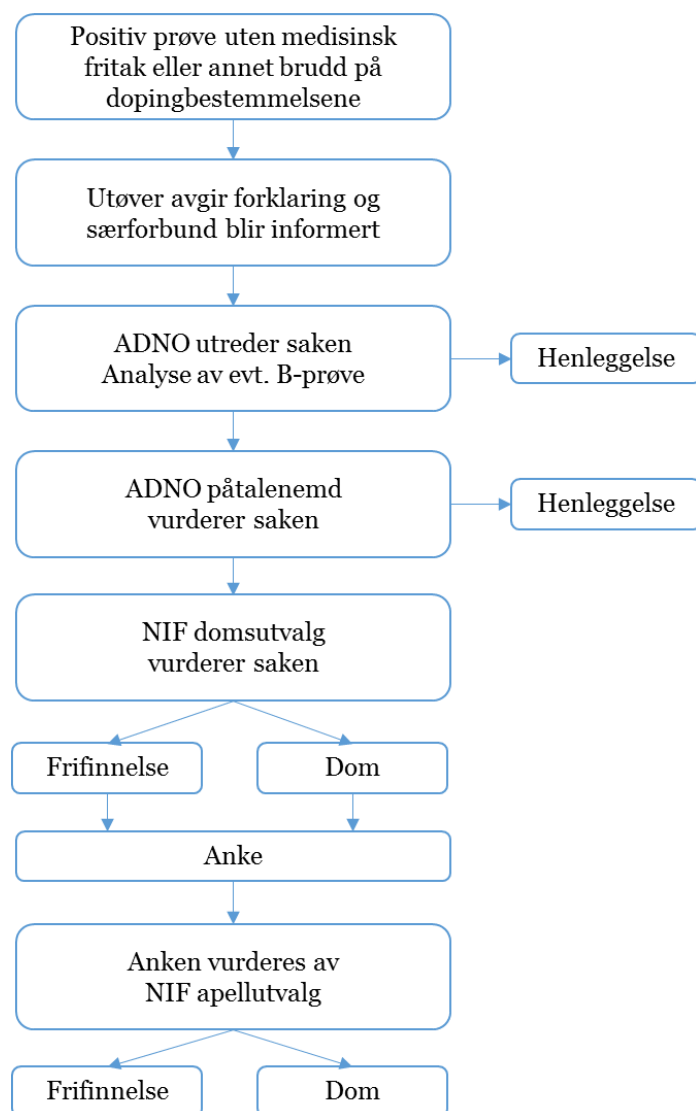 Positiv prøve uten medisinsk
fritak eller annet brudd på
dopingbestemmelsene
Utøver avgir forklaring og
særforbund blir informert
ADNO utreder saken
Analyse av evt. B-prøve
Henleggelse
ADNO påtalenemd
vurderer saken
Henleggelse
NIF domsutvalg
vurderer saken
Frifinnelse
Dom
Anke
Anken vurderes av
NIF apellutvalg
Frifinnelse
Dom